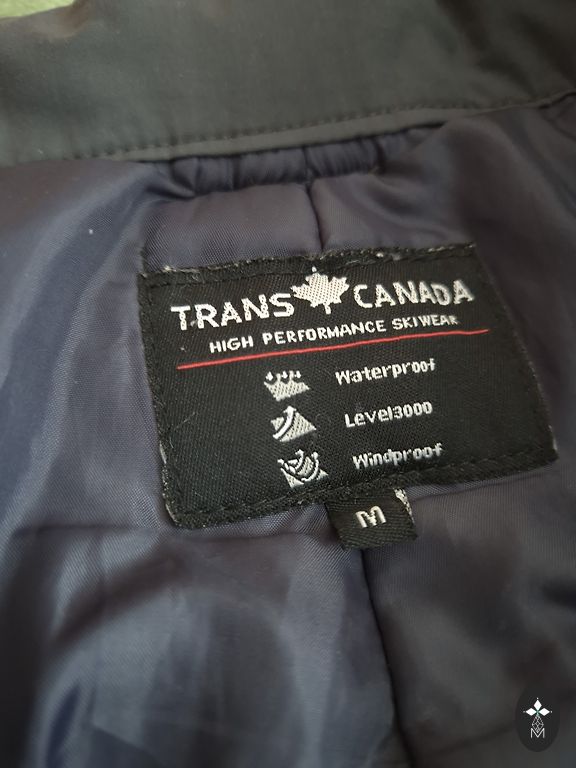 TRANS CANADA
HIGH PERFORMANCE SKIWEAR
Waterproof
Level3000
Windproof
M
M